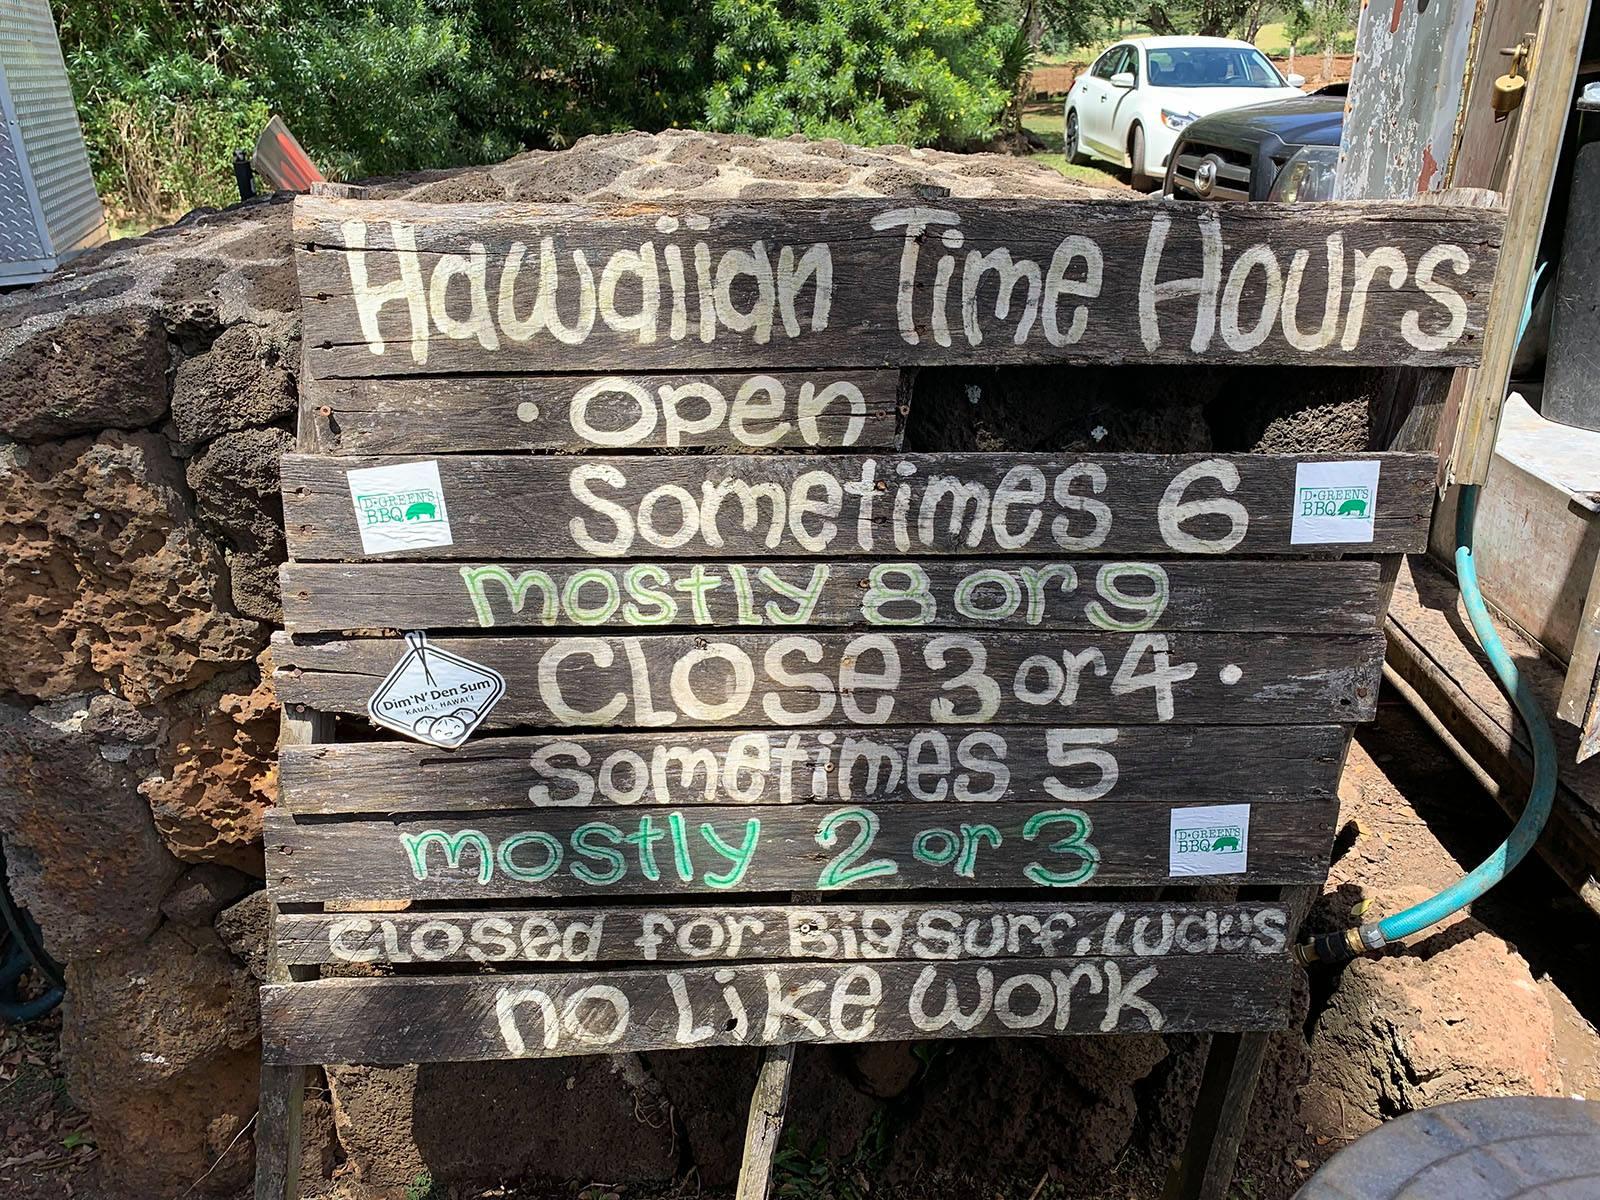 Hawaiian Time Hours
• open
Sometimes 6
D•GREEN'S
BBQ
D•GREEN'S
BBQ
mostly 8 or 9
CLOSE 3 or 4 •
Dim 'N' Den Sum
KAUA'I, HAWAI'I
sometimes 5
mostly 2 or 3
D•GREEN'S
BBQ
closed for Big Surf, Luaus
no Like work